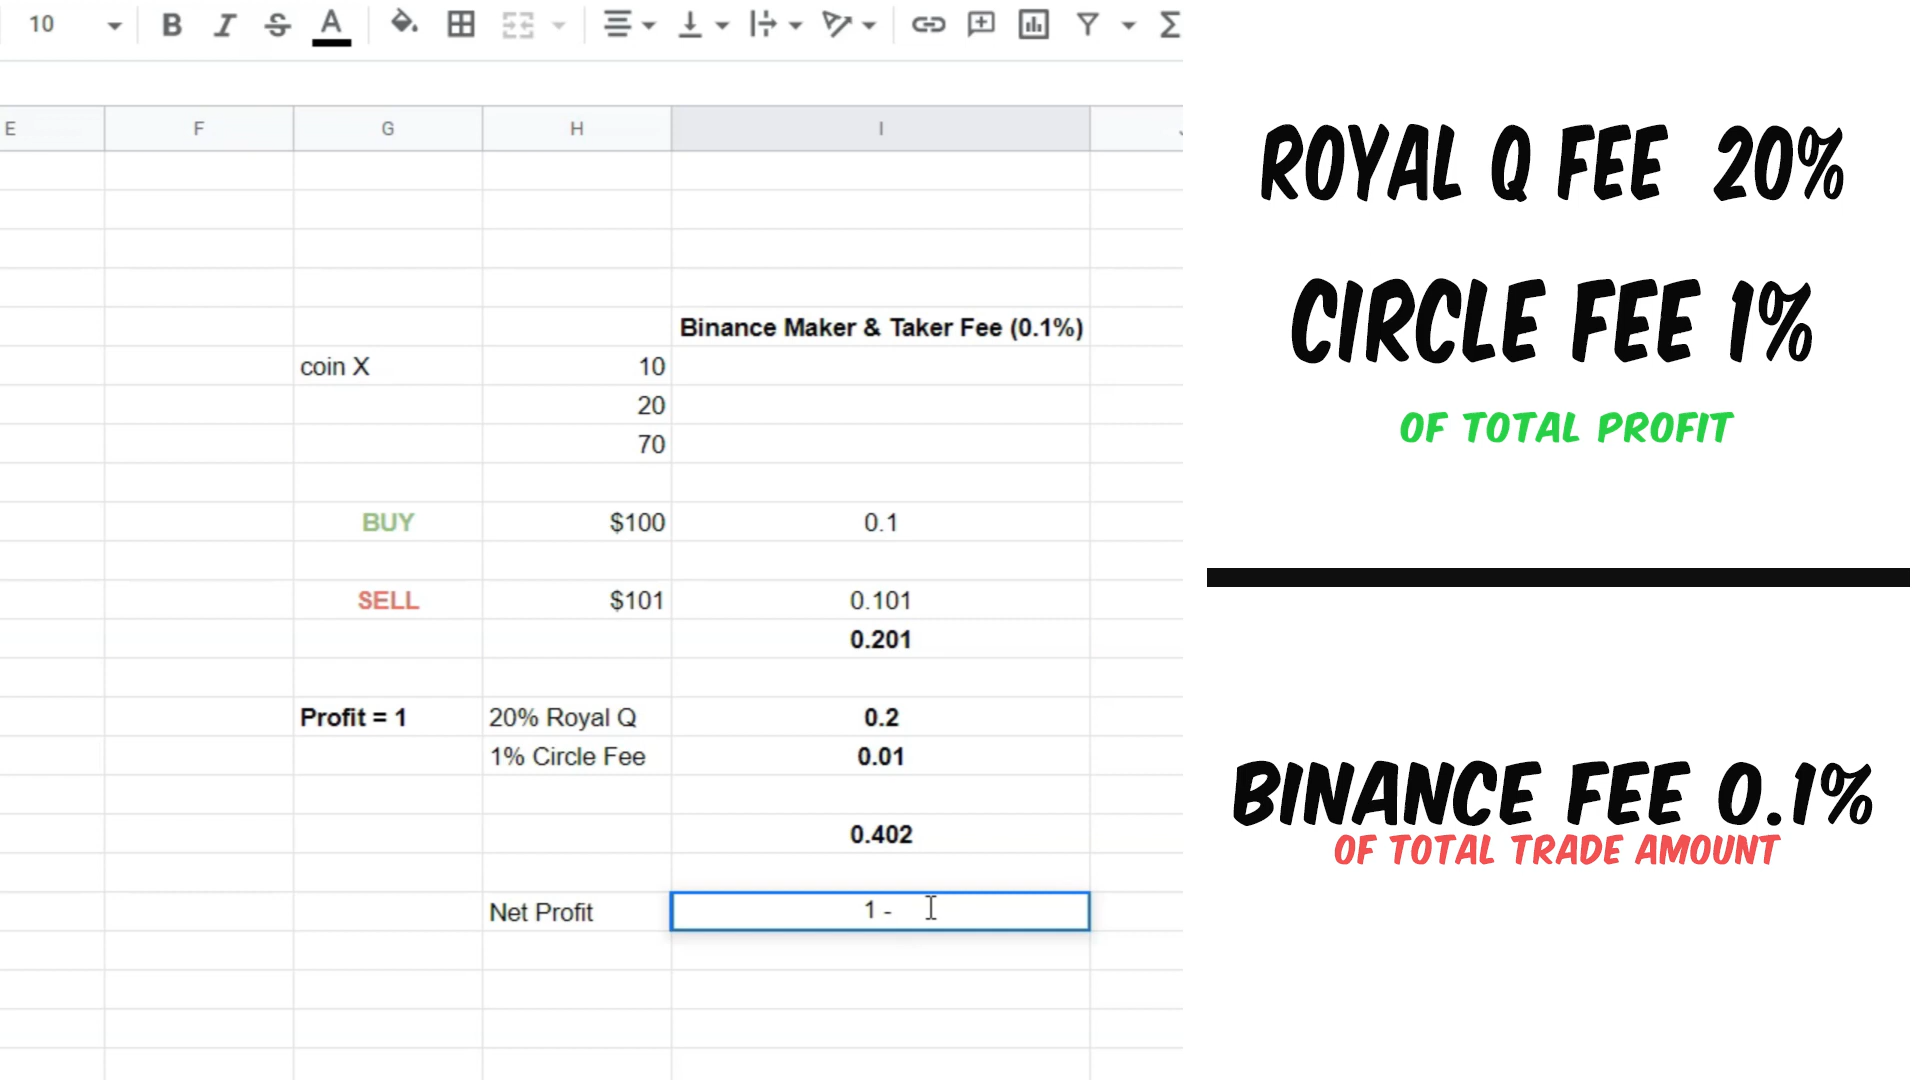 10
E F G H I
Binance Maker & Taker Fee (0.1%)
coin X 10
20
70
BUY $100 0.1
SELL $101 0.101
0.201
Profit = 1 20% Royal Q 0.2
1% Circle Fee 0.01
0.402
Net Profit 1 -
ROYAL Q FEE 20%
CIRCLE FEE 1%
OF TOTAL PROFIT
BINANCE FEE 0.1%
OF TOTAL TRADE AMOUNT